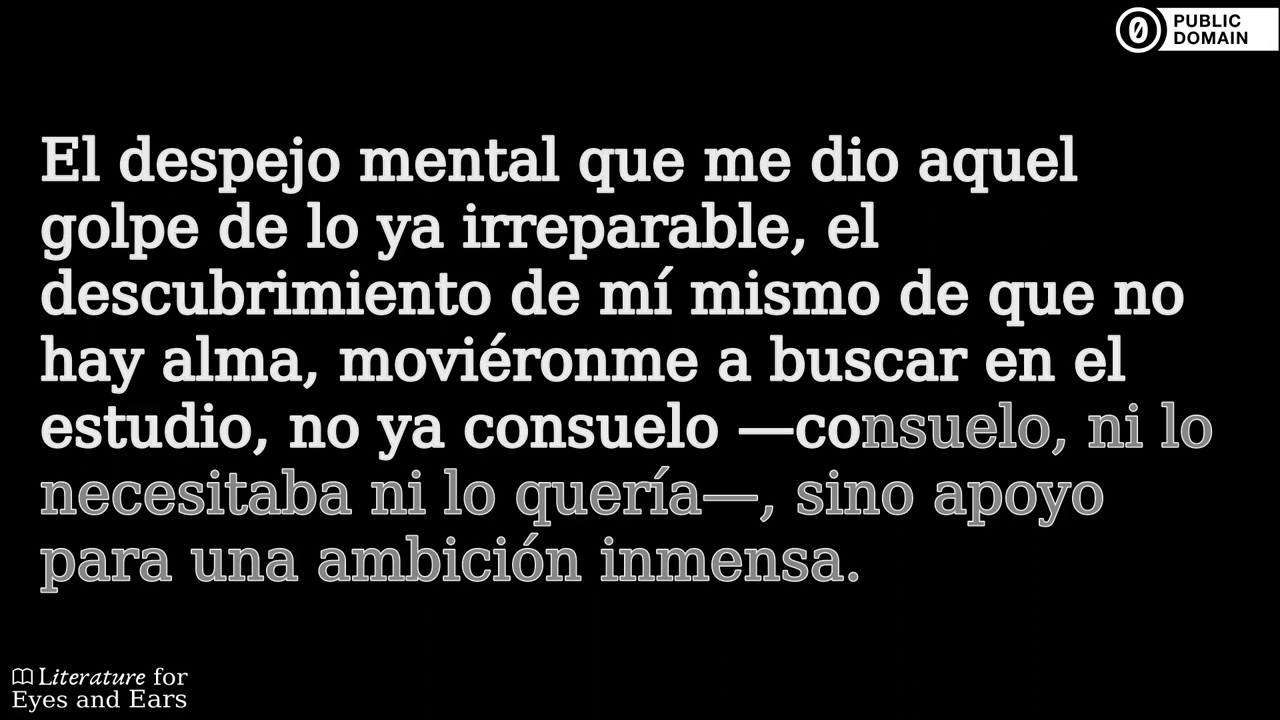 PUBLIC
DOMAIN
El despejo mental que me dio aquel
golpe de lo ya irreparable, el
descubrimiento de mí mismo de que no
hay alma, moviéronme a buscar en el
estudio, no ya consuelo —consuelo, ni lo
necesitaba ni lo quería—, sino apoyo
para una ambición inmensa.
Literature for
Eyes and Ears